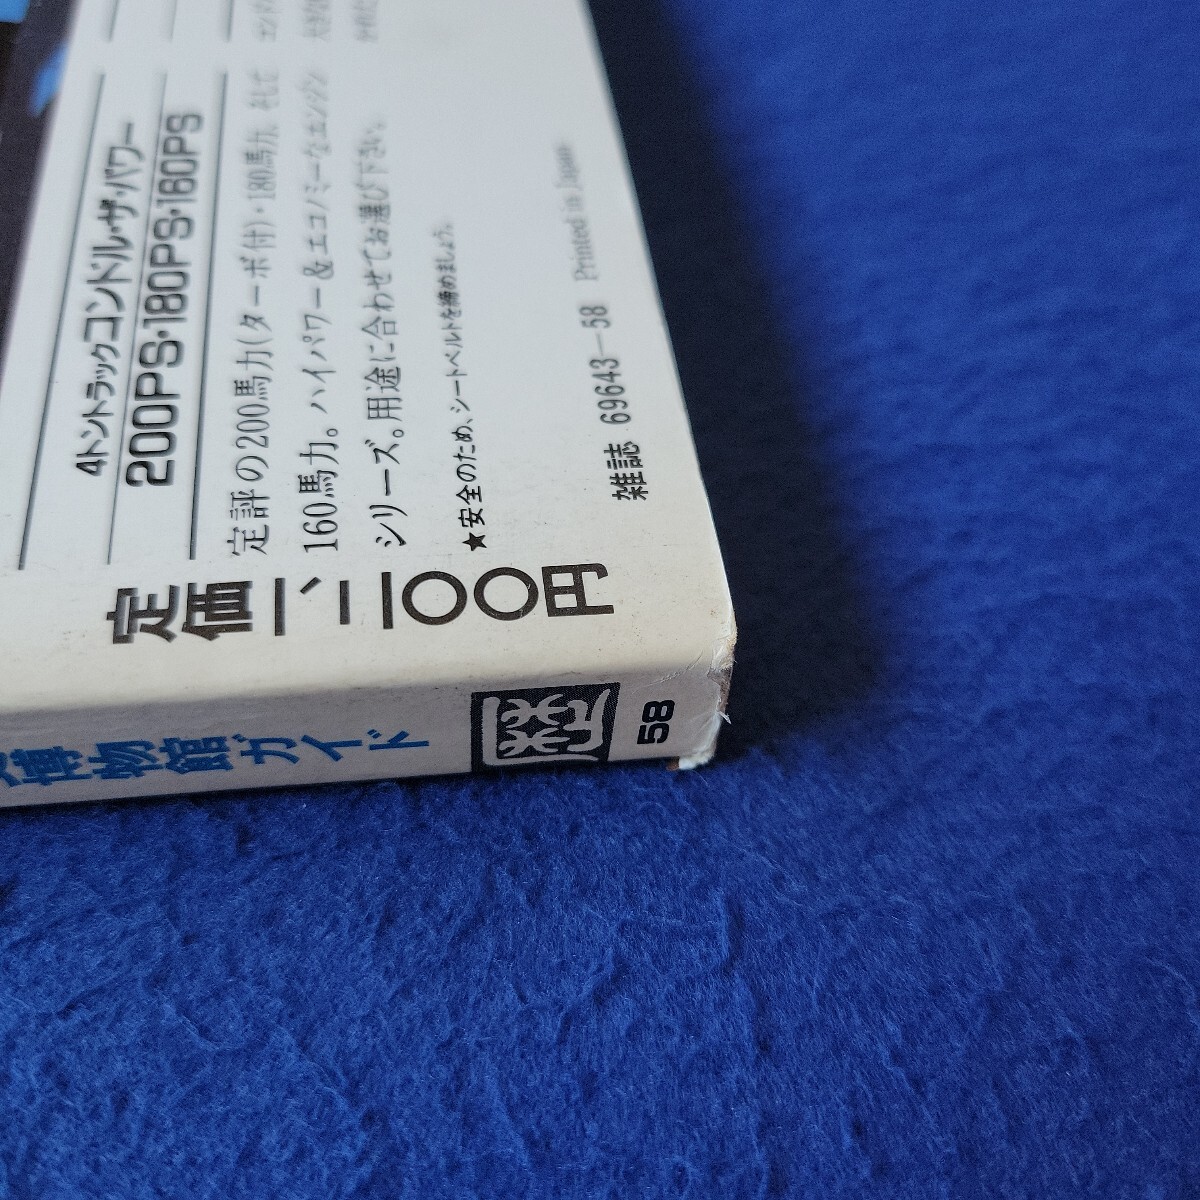 4トントラックコンドル・ザ・パワー
200PS・180PS・160PS
定評の200馬力(ターボ付)・180馬力、そして
160馬力。ハイパワー&エコノミーなエンジン
シリーズ。用途に合わせてお選び下さい。
★安全のため、シートベルトを締めましょう。
雑誌 69643-58 Printed in Japan
定価一、二〇〇円
博物館ガイド
58